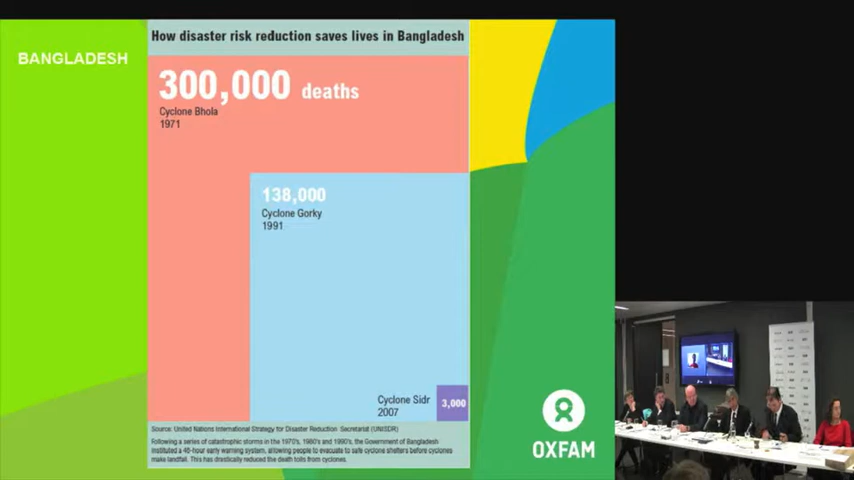 How disaster risk reduction saves lives in Bangladesh
BANGLADESH
300,000 deaths
Cyclone Bhola
1971
138,000
Cyclone Gorky
1991
Cyclone Sidr
2007
3,000
Source: United Nations International Strategy for Disaster Reduction Secretariat (UNISDR)
Following a series of catastrophic storms in the 1970's, 1980's and 1990's, the Government of Bangladesh
instituted a 48-hour early warning system, allowing people to evacuate to safe cyclone shelters before cyclones
make landfall. This has drastically reduced the death tolls from cyclones.
OXFAM